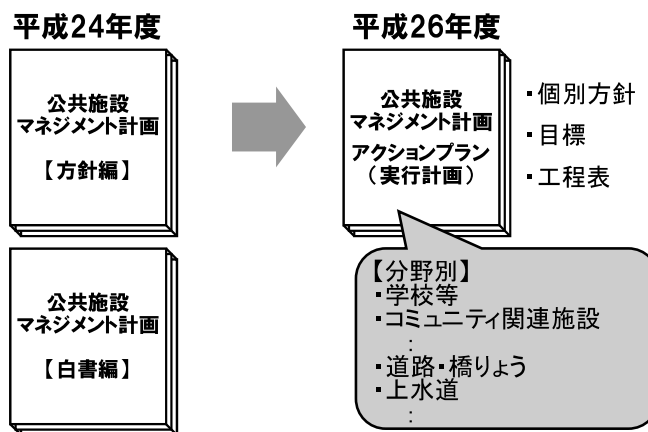 平成24年度
公共施設
マネジメント計画
【方針編】
公共施設
マネジメント計画
【白書編】
平成26年度
公共施設
マネジメント計画
アクションプラン
（実行計画）
・個別方針
・目標
・工程表
【分野別】
・学校等
・コミュニティ関連施設
：
・道路・橋りょう
・上水道
：